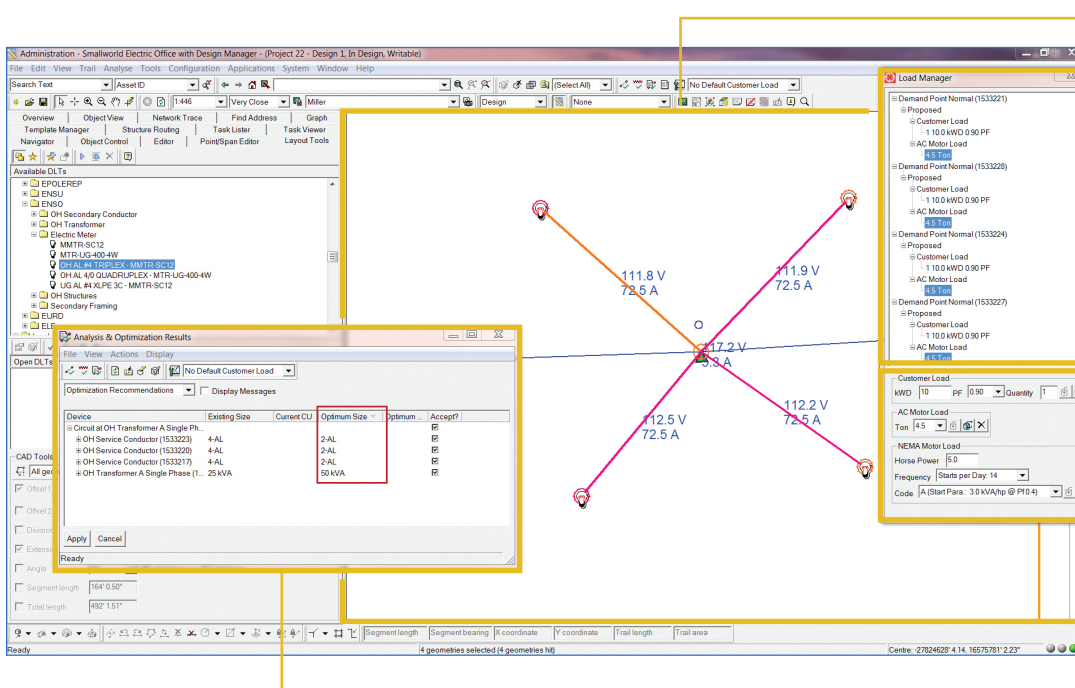 Administration - Smallworld Electric Office with Design Manager - (Project 22 - Design 1, In Design, Writable)
File Edit View Trail Analyse Tools Configuration Applications System Window Help
Search Text Asset ID (Select All) No Default Customer Load
1:446 Very Close Miller Design None
Overview Object View Network Trace Find Address Graph
Template Manager Structure Routing Task Lister Task Viewer
Navigator Object Control Editor Point/Span Editor Layout Tools
Available DLTs
EPOLEREP
ENSU
ENSO
OH Secondary Conductor
OH Transformer
Electric Meter
MMTR-SC12
MTR-UG-400-4W
OH AL #4 TRIPLEX - MMTR-SC12
OH AL 4/0 QUADRUPLEX - MTR-UG-400-4W
UG AL #4 XLPE 3C - MMTR-SC12
OH Structures
Secondary Framing
EURD
Open DLTs
CAD Tools
Offset 1
Offset 2
Angle
Segment length 164' 0.50"
Total length 492' 1.51"
Analysis & Optimization Results
File View Actions Display
No Default Customer Load
Optimization Recommendations Display Messages
Device Existing Size Current CU Optimum Size Optimum ... Accept?
Circuit at OH Transformer A Single Ph...
OH Service Conductor (1533223) 4-AL 2-AL
OH Service Conductor (1533220) 4-AL 2-AL
OH Service Conductor (1533217) 4-AL 2-AL
OH Transformer A Single Phase (1... 25 kVA 50 kVA
Apply Cancel
Ready
111.8 V
72.5 A
111.9 V
72.5 A
117.2 V
112.5 V
72.5 A
112.2 V
72.5 A
Load Manager
Demand Point Normal (1533221)
Proposed
Customer Load
1 10.0 kWD 0.90 PF
AC Motor Load
4.5 Ton
Demand Point Normal (1533228)
Proposed
Customer Load
1 10.0 kWD 0.90 PF
AC Motor Load
4.5 Ton
Demand Point Normal (1533224)
Proposed
Customer Load
1 10.0 kWD 0.90 PF
AC Motor Load
4.5 Ton
Demand Point Normal (1533227)
Proposed
Customer Load
1 10.0 kWD 0.90 PF
AC Motor Load
4.5 Ton
Customer Load
kWD 10 PF 0.90 Quantity 1
AC Motor Load
Ton 4.5
NEMA Motor Load
Horse Power 5.0
Frequency Starts per Day: 14
Code A (Start Para.: 3.0 kVA/hp @ Pf 0.4)
Segment length Segment bearing X coordinate Y coordinate Trail length Trail area
Ready 4 geometries selected (4 geometries hit) Centre: -27824628' 4.14, 16575781' 2.23"